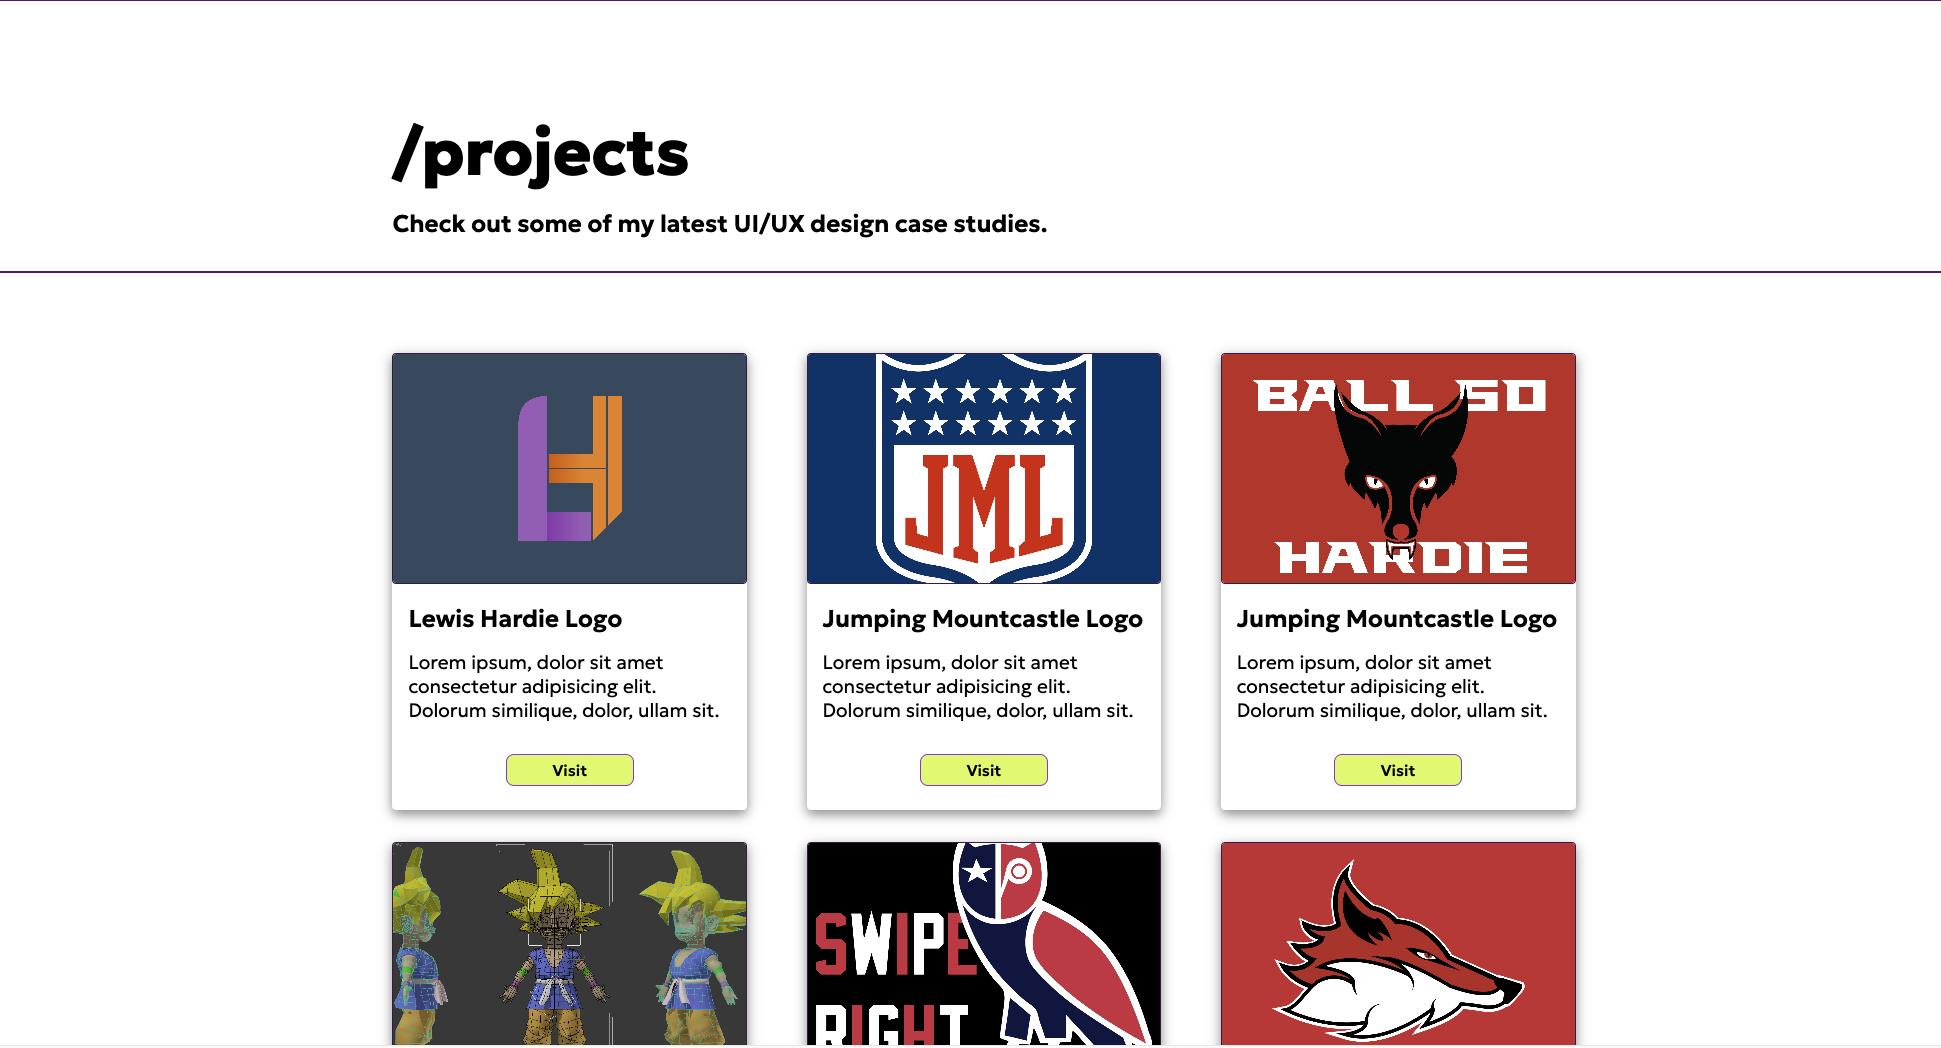 /projects
Check out some of my latest UI/UX design case studies.
LH
JML
BALL SO
HARDIE
Lewis Hardie Logo
Jumping Mountcastle Logo
Jumping Mountcastle Logo
Lorem ipsum, dolor sit amet
consectetur adipisicing elit.
Dolorum similique, dolor, ullam sit.
Lorem ipsum, dolor sit amet
consectetur adipisicing elit.
Dolorum similique, dolor, ullam sit.
Lorem ipsum, dolor sit amet
consectetur adipisicing elit.
Dolorum similique, dolor, ullam sit.
Visit
Visit
Visit
SWIPE
RIGHT